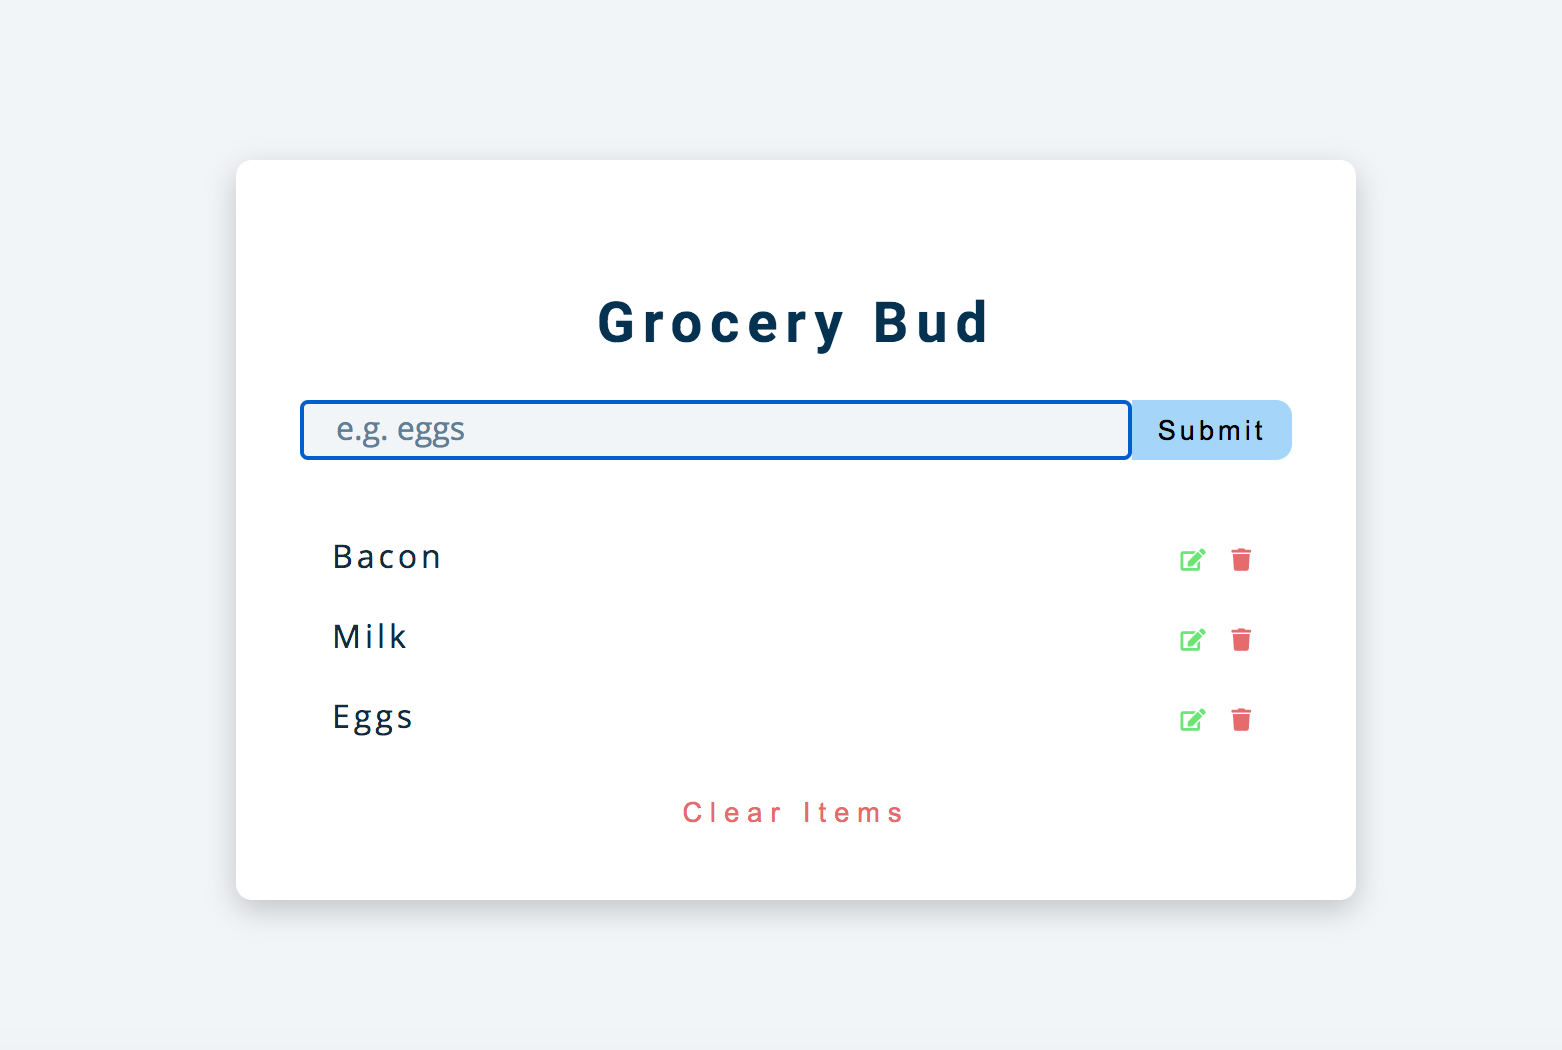 Grocery Bud
e.g. eggs Submit
Bacon
Milk
Eggs
Clear Items